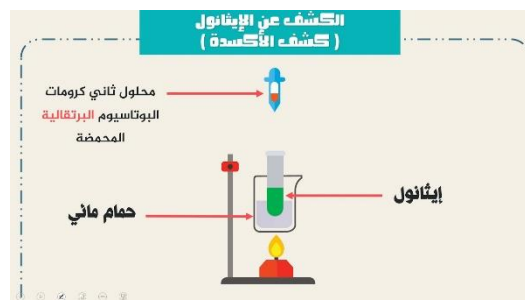 الكشف عن الإيثانول
( كشف الأكسدة )
محلول ثاني كرومات
البوتاسيوم البرتقالية
المحمضة
إيثانول
حمام مائي